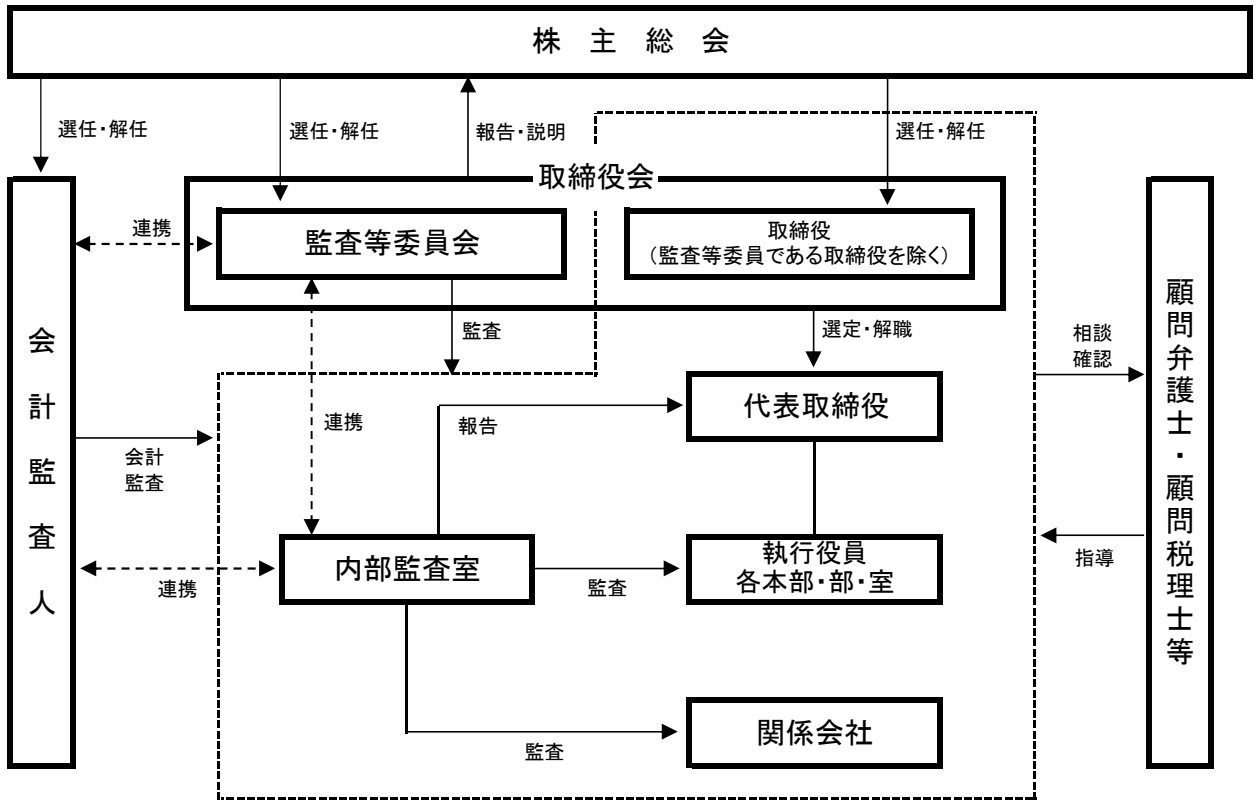 株 主 総 会
選任・解任
選任・解任
報告・説明
選任・解任
取締役会
連携
監査等委員会
取締役
(監査等委員である取締役を除く)
監査
選定・解職
相談
確認
会計監査人
顧問弁護士・顧問税理士等
代表取締役
報告
連携
会計
監査
内部監査室
監査
執行役員
各本部・部・室
指導
連携
関係会社
監査